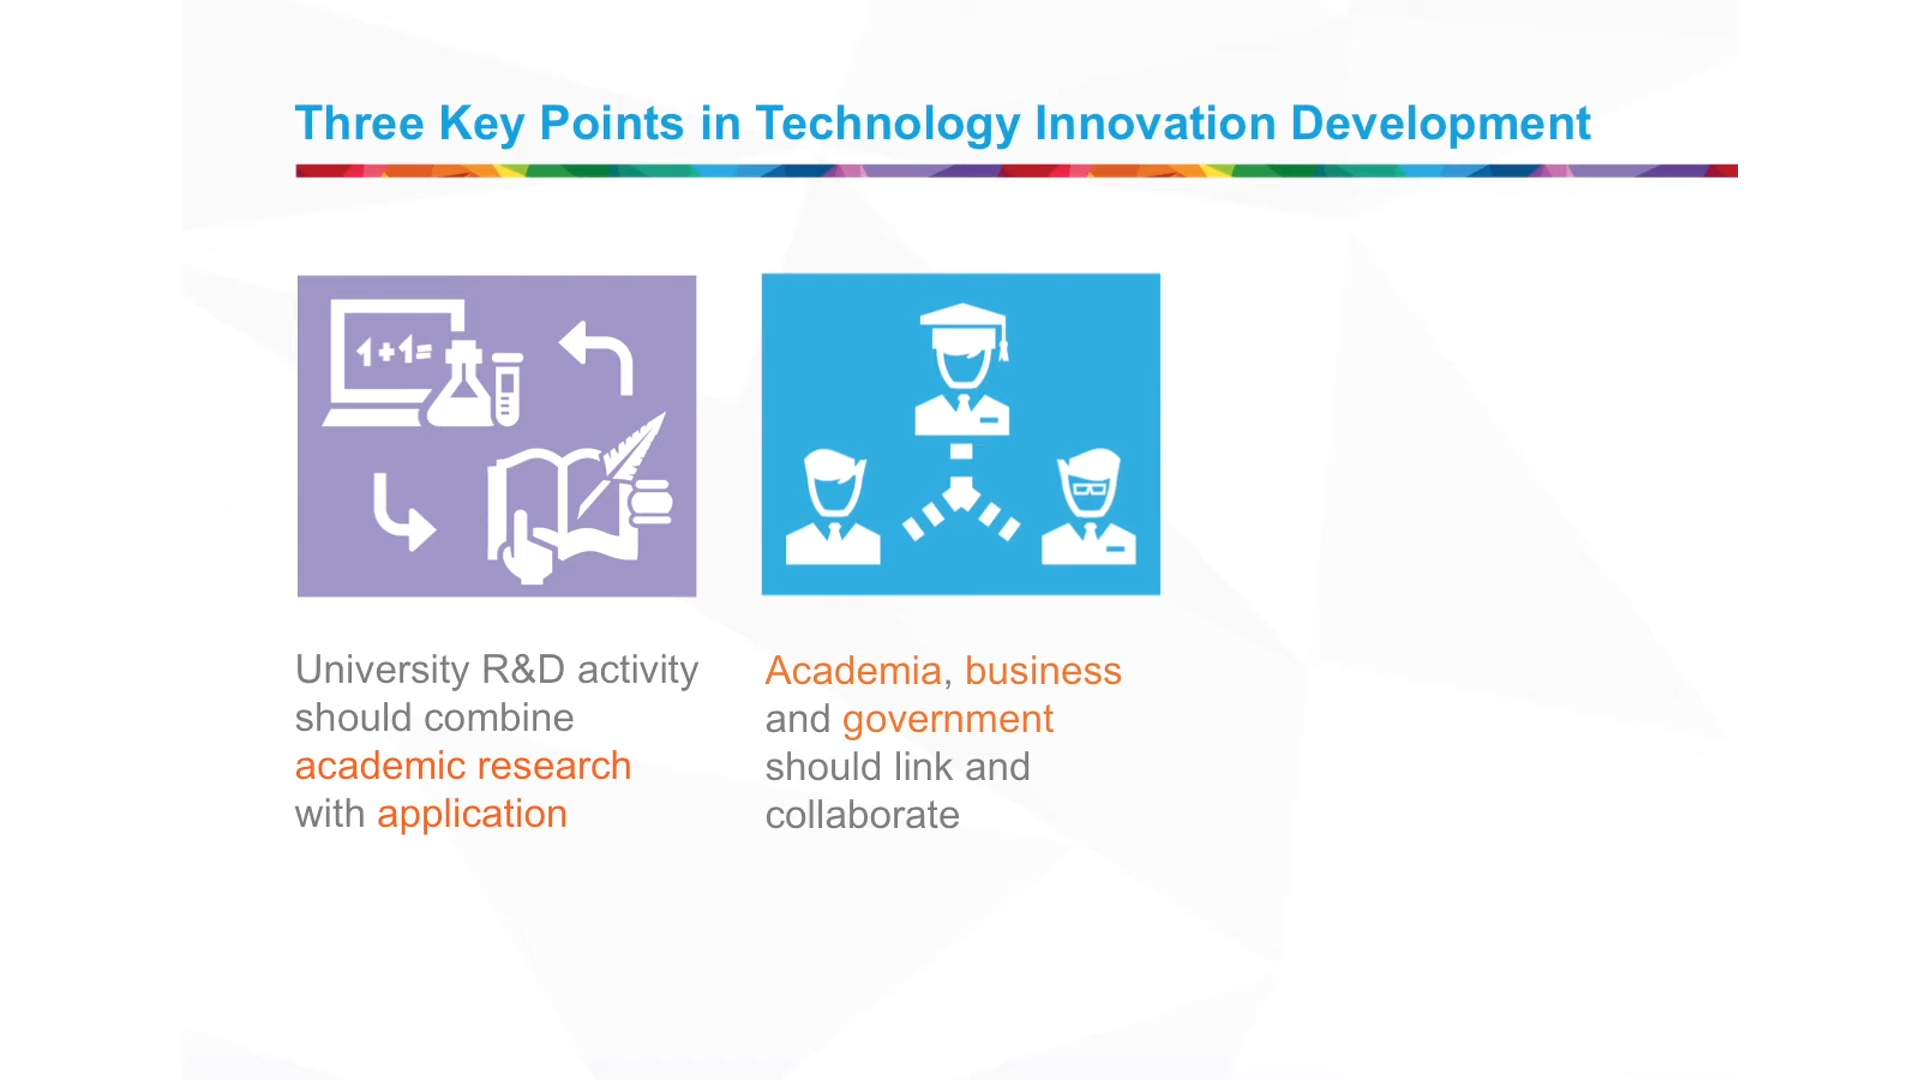 Three Key Points in Technology Innovation Development
1+1=
University R&D activity
should combine
academic research
with application
Academia, business
and government
should link and
collaborate